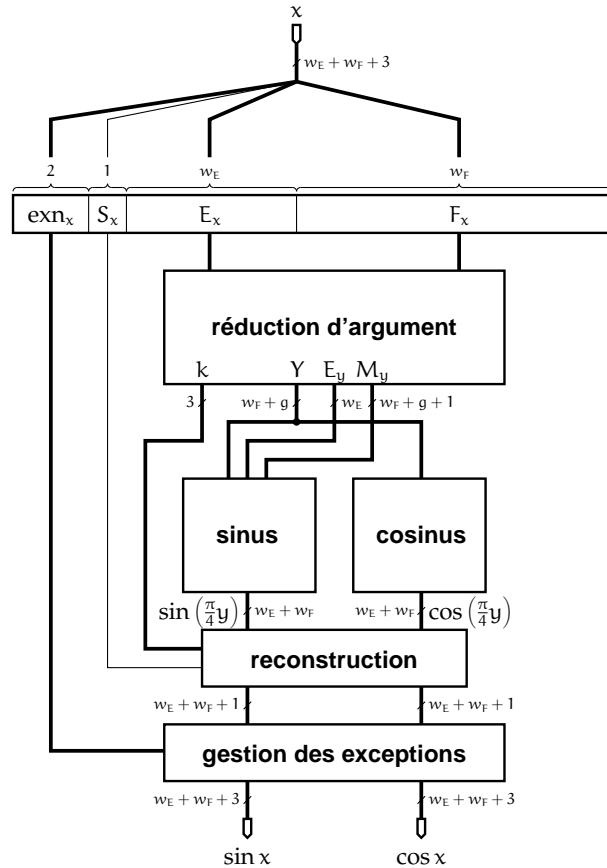 x
w_E + w_F + 3
2 1 w_E w_F
exn_x S_x E_x F_x
réduction d'argument
k Y E_y M_y
3 w_F + g w_E w_F + g + 1
sinus cosinus
sin (π/4 y) w_E + w_F w_E + w_F cos (π/4 y)
reconstruction
w_E + w_F + 1 w_E + w_F + 1
gestion des exceptions
w_E + w_F + 3 w_E + w_F + 3
sin x cos x